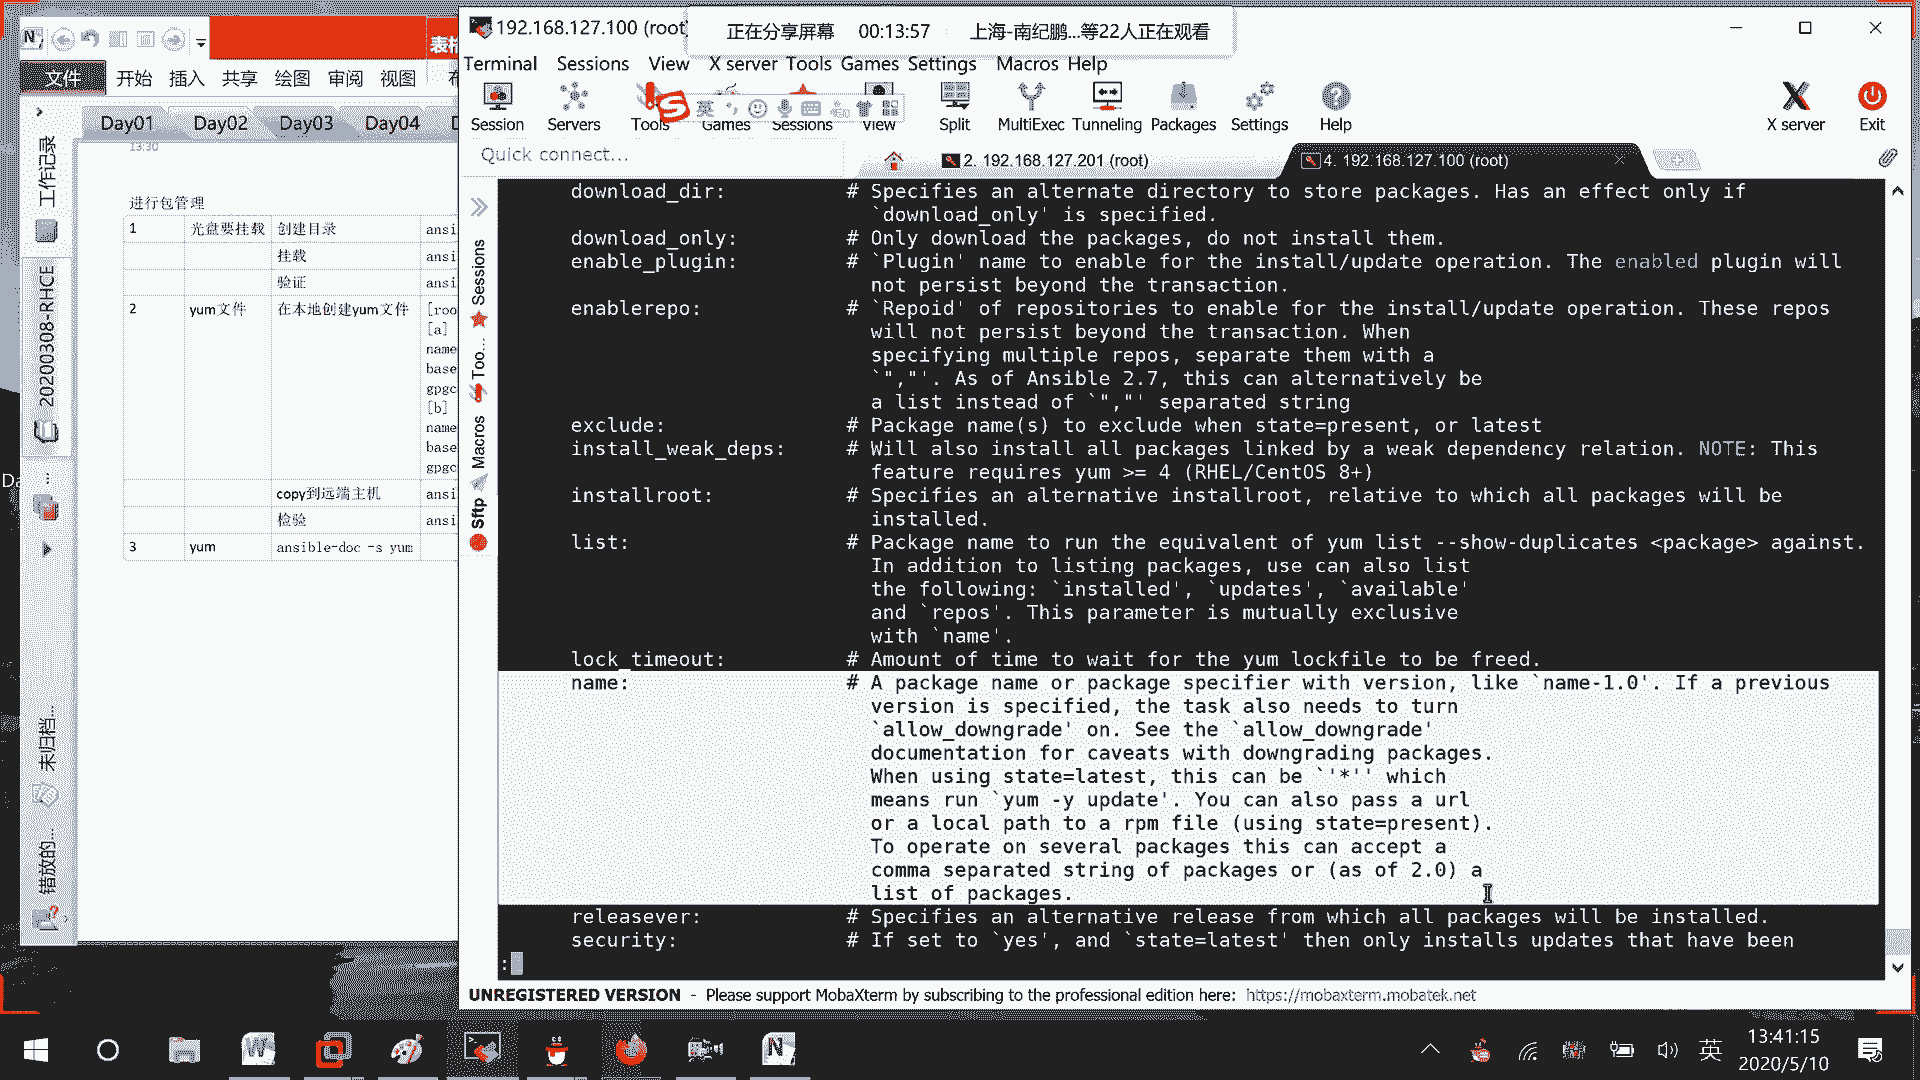 192.168.127.100 (root
正在分享屏幕 00:13:57 上海-南纪鹏...等22人正在观看
表格
Terminal Sessions View X server Tools Games Settings Macros Help
文件 开始 插入 共享 绘图 审阅 视图
Session Servers Tools Games Sessions View Split MultiExec Tunneling Packages Settings Help X server Exit
英
Day01 Day02 Day03 Day04
Quick connect...
2. 192.168.127.201 (root)
4. 192.168.127.100 (root)
工作记录
20200308-RHCE
未归档...
错放的...
Sessions
Too...
Macros
Sftp
13:30
进行包管理
1 光盘要挂载 创建目录 ansi
挂载 ansi
验证 ansi
2 yum文件 在本地创建yum文件 [roo
[a]
name
base
gpgc
[b]
name
base
gpgc
copy到远端主机 ansi
检验 ansi
3 yum ansible-doc -s yum
download_dir: # Specifies an alternate directory to store packages. Has an effect only if
`download_only' is specified.
download_only: # Only download the packages, do not install them.
enable_plugin: # `Plugin' name to enable for the install/update operation. The enabled plugin will
not persist beyond the transaction.
enablerepo: # `Repoid' of repositories to enable for the install/update operation. These repos
will not persist beyond the transaction. When
specifying multiple repos, separate them with a
`","'. As of Ansible 2.7, this can alternatively be
a list instead of `","' separated string
exclude: # Package name(s) to exclude when state=present, or latest
install_weak_deps: # Will also install all packages linked by a weak dependency relation. NOTE: This
feature requires yum >= 4 (RHEL/CentOS 8+)
installroot: # Specifies an alternative installroot, relative to which all packages will be
installed.
list: # Package name to run the equivalent of yum list --show-duplicates <package> against.
In addition to listing packages, use can also list
the following: `installed', `updates', `available'
and `repos'. This parameter is mutually exclusive
with `name'.
lock_timeout: # Amount of time to wait for the yum lockfile to be freed.
name: # A package name or package specifier with version, like `name-1.0'. If a previous
version is specified, the task also needs to turn
`allow_downgrade' on. See the `allow_downgrade'
documentation for caveats with downgrading packages.
When using state=latest, this can be `'*'' which
means run `yum -y update'. You can also pass a url
or a local path to a rpm file (using state=present).
To operate on several packages this can accept a
comma separated string of packages or (as of 2.0) a
list of packages.
releasever: # Specifies an alternative release from which all packages will be installed.
security: # If set to `yes', and `state=latest' then only installs updates that have been
:
UNREGISTERED VERSION - Please support MobaXterm by subscribing to the professional edition here: https://mobaxterm.mobatek.net
英
13:41:15
2020/5/10